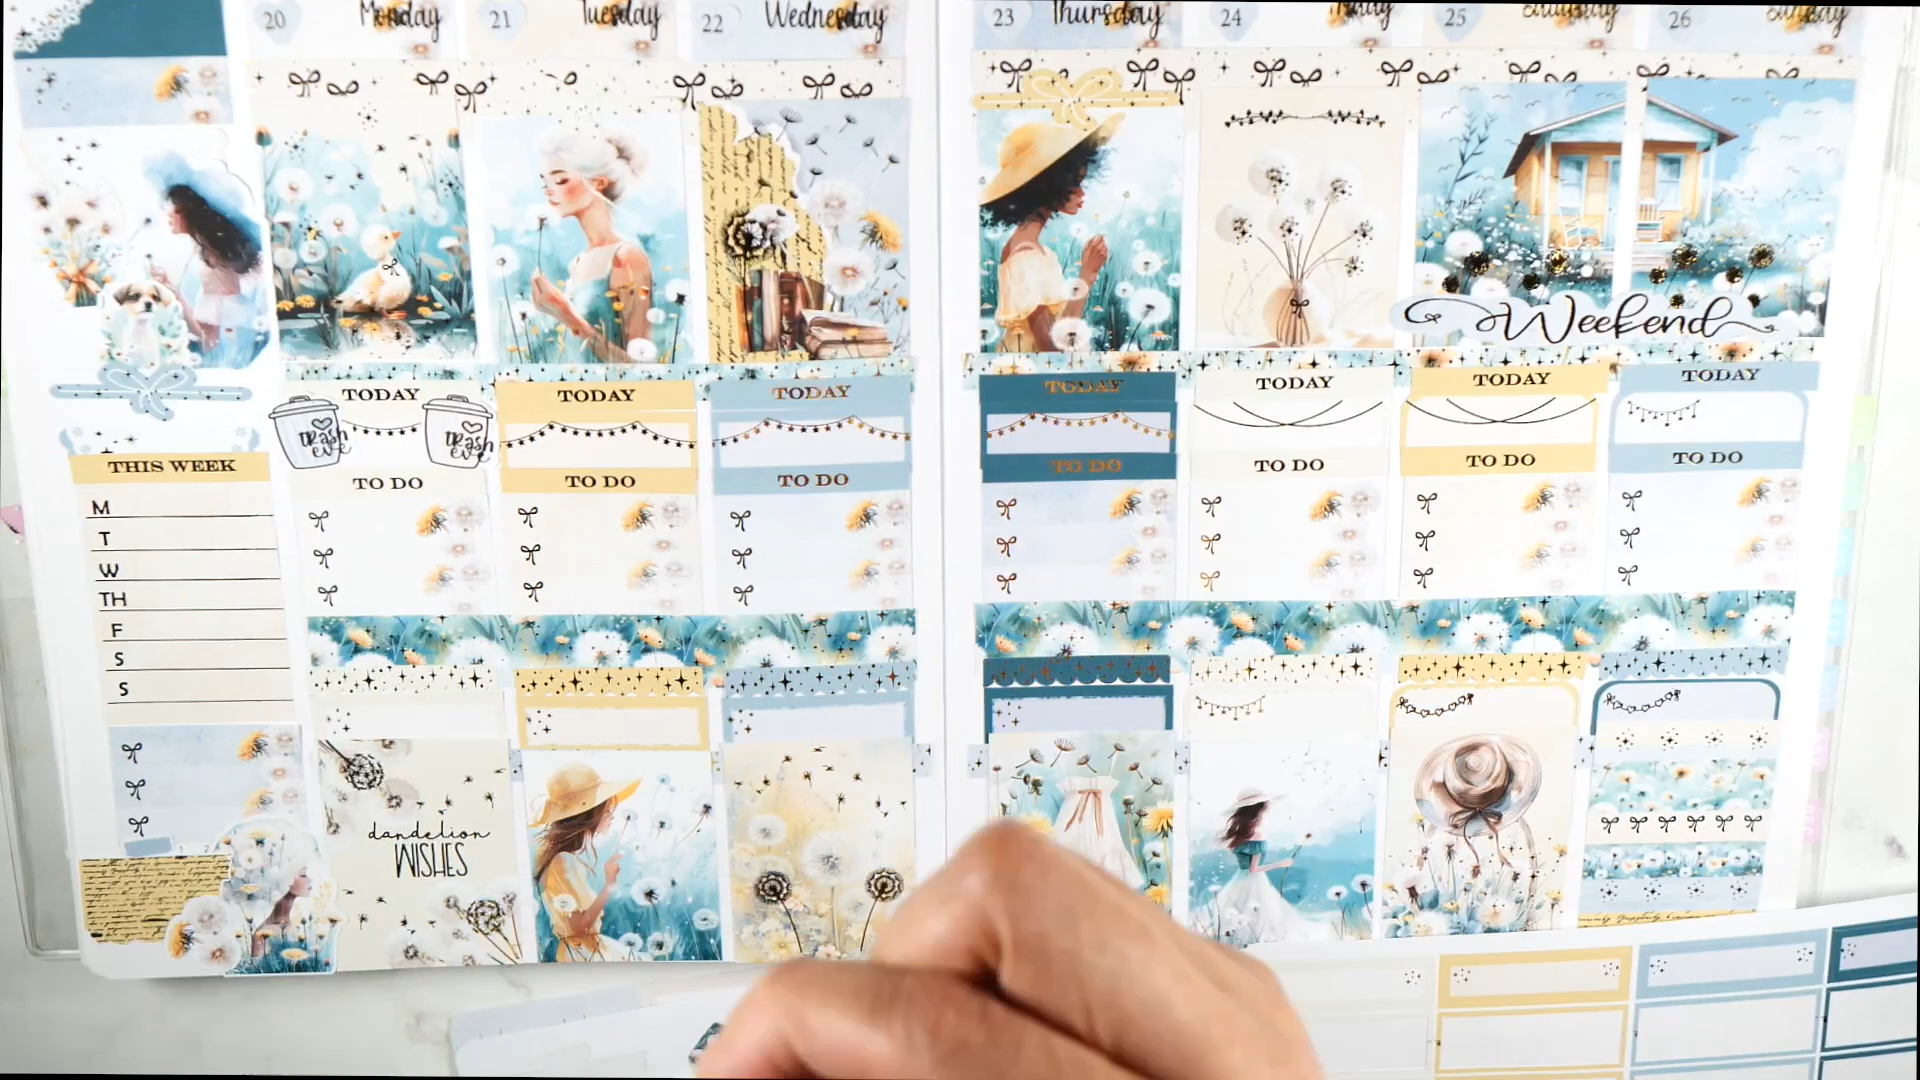 20 Monday 21 Tuesday 22 Wednesday 23 Thursday 24 25 26
Weekend
TODAY TODAY TODAY TODAY TODAY TODAY TODAY
trash eve trash eve
THIS WEEK
TO DO TO DO TO DO TO DO TO DO TO DO TO DO
M
T
W
TH
F
S
S
dandelion
WISHES